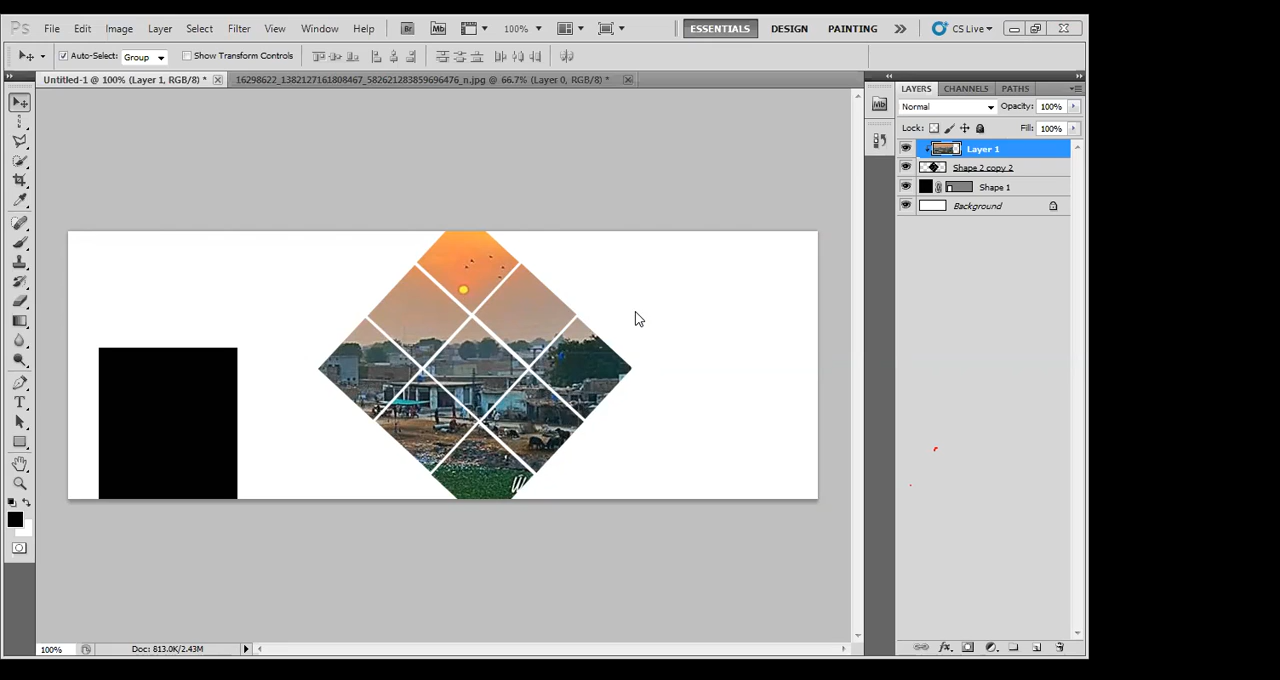 Ps File Edit Image Layer Select Filter View Window Help Br Mb 100% ESSENTIALS DESIGN PAINTING CS Live
Auto-Select: Group Show Transform Controls
Untitled-1 @ 100% (Layer 1, RGB/8) * 16298622_1382127161808467_582621283859696476_n.jpg @ 66.7% (Layer 0, RGB/8) *
LAYERS CHANNELS PATHS
Mb
Normal Opacity: 100%
Lock: Fill: 100%
Layer 1
Shape 2 copy 2
Shape 1
Background
T
100% Doc: 813.0K/2.43M
fx